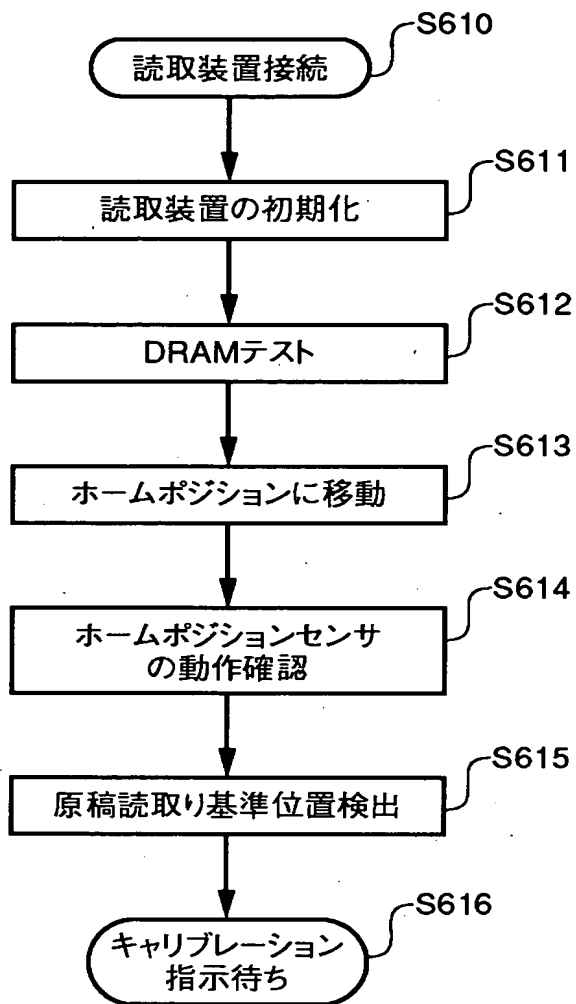 S610
読取装置接続
S611
読取装置の初期化
S612
DRAMテスト
S613
ホームポジションに移動
S614
ホームポジションセンサ
の動作確認
S615
原稿読取り基準位置検出
S616
キャリブレーション
指示待ち